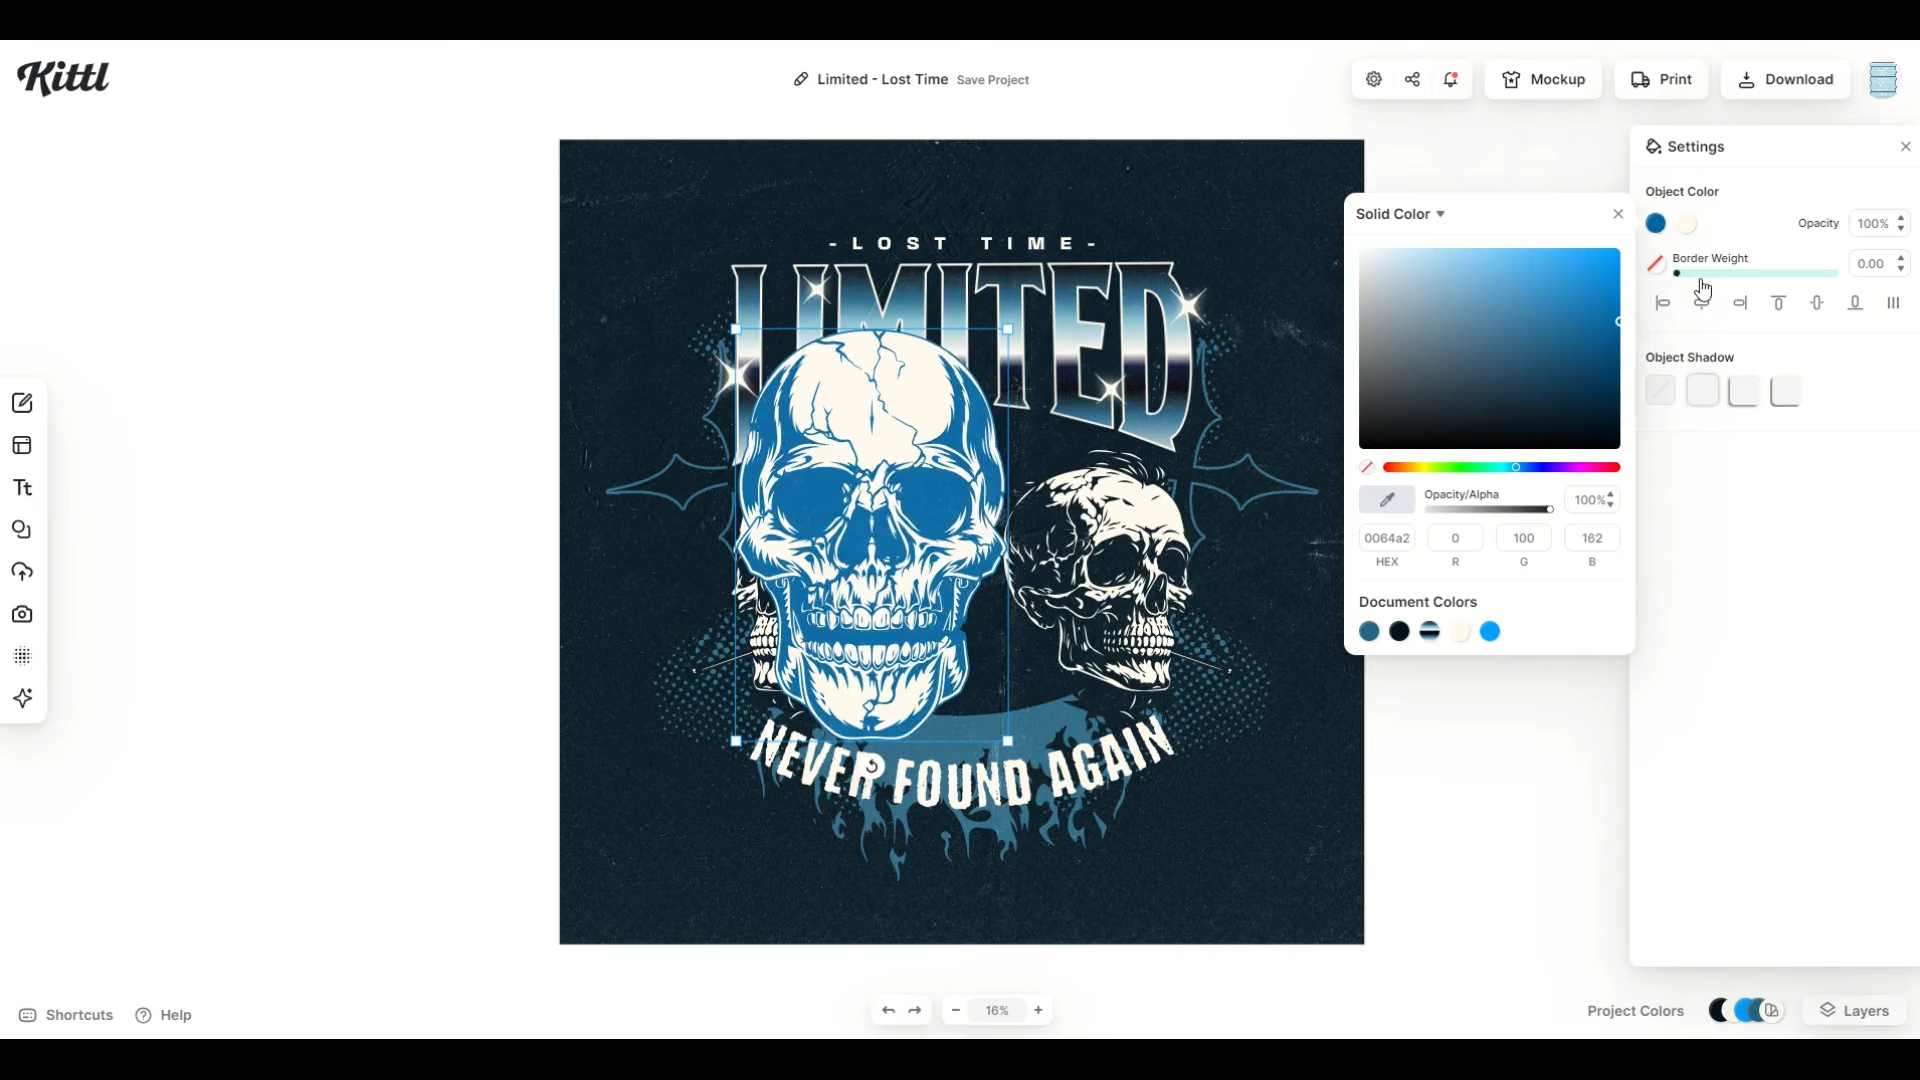 Kittl
Limited - Lost Time Save Project
Mockup
Print
Download
Settings
Object Color
Opacity 100%
Border Weight
0.00
Object Shadow
Solid Color
Opacity/Alpha
100%
0064a2 0 100 162
HEX R G B
Document Colors
-LOST TIME-
LIMITED
NEVER FOUND AGAIN
Tt
Shortcuts
Help
16%
Project Colors
Layers